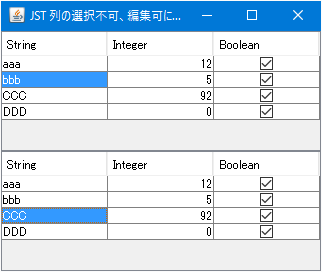 JST 列の選択不可、編集可に...
String Integer Boolean
aaa 12
bbb 5
CCC 92
DDD 0
String Integer Boolean
aaa 12
bbb 5
CCC 92
DDD 0